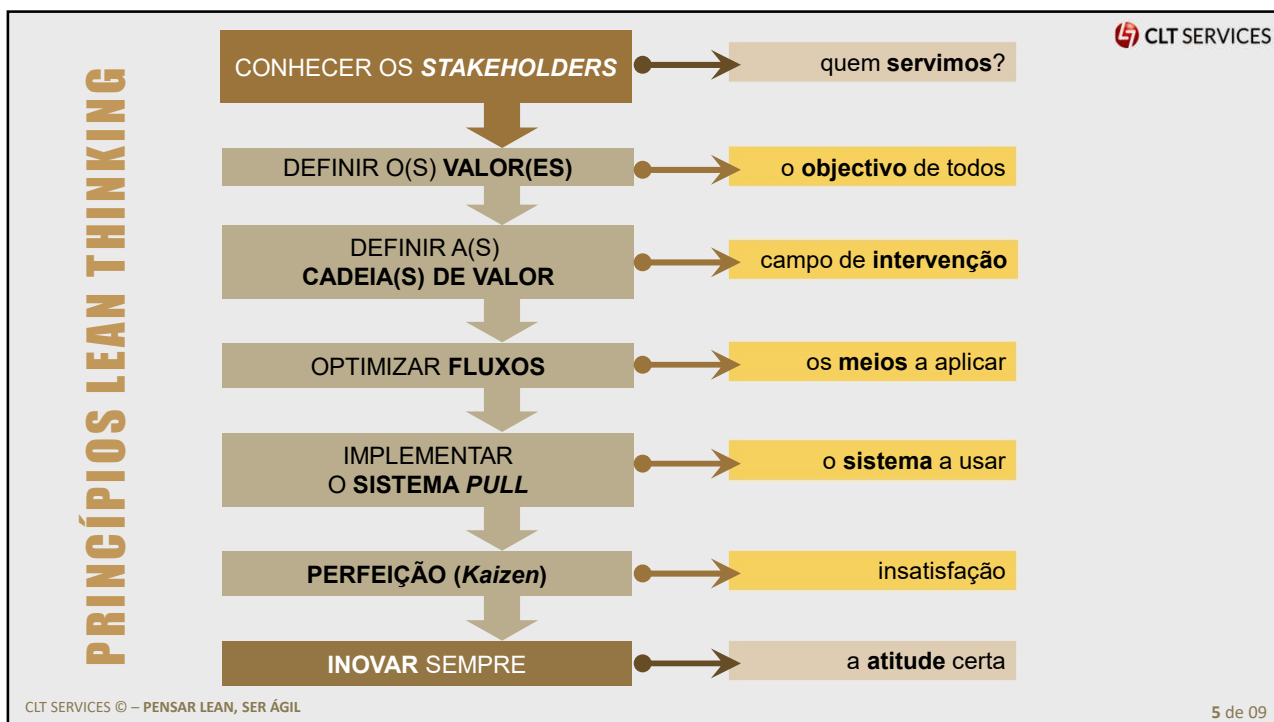 CLT SERVICES
PRINCÍPIOS LEAN THINKING
CONHECER OS STAKEHOLDERS
quem servimos?
DEFINIR O(S) VALOR(ES)
o objectivo de todos
DEFINIR A(S)
CADEIA(S) DE VALOR
campo de intervenção
OPTIMIZAR FLUXOS
os meios a aplicar
IMPLEMENTAR
O SISTEMA PULL
o sistema a usar
PERFEIÇÃO (Kaizen)
insatisfação
INOVAR SEMPRE
a atitude certa
CLT SERVICES © – PENSAR LEAN, SER ÁGIL
5 de 09